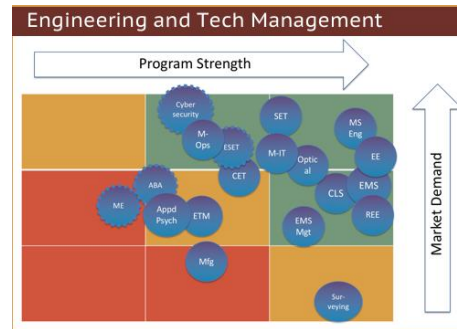 Engineering and Tech Management
Program Strength
Cyber
security
SET
MS
Eng
M-
Ops
ESET
M-IT
EE
Optic
al
CET
ABA
CLS
EMS
ME
Appd
Psych
ETM
REE
EMS
Mgt
Mfg
Sur-
veying
Market Demand